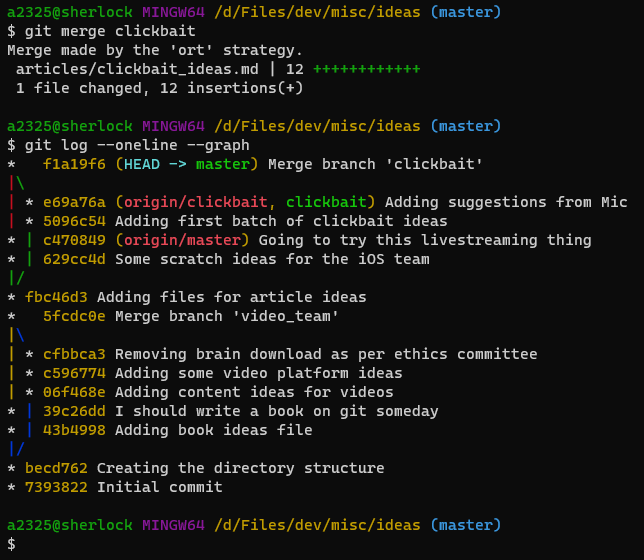 a2325@sherlock MINGW64 /d/Files/dev/misc/ideas (master)
$ git merge clickbait
Merge made by the 'ort' strategy.
 articles/clickbait_ideas.md | 12 ++++++++++++
 1 file changed, 12 insertions(+)

a2325@sherlock MINGW64 /d/Files/dev/misc/ideas (master)
$ git log --oneline --graph
*   f1a19f6 (HEAD -> master) Merge branch 'clickbait'
|\
| * e69a76a (origin/clickbait, clickbait) Adding suggestions from Mic
| * 5096c54 Adding first batch of clickbait ideas
* | c470849 (origin/master) Going to try this livestreaming thing
* | 629cc4d Some scratch ideas for the iOS team
|/
* fbc46d3 Adding files for article ideas
*   5fcdc0e Merge branch 'video_team'
|\
| * cfbbca3 Removing brain download as per ethics committee
| * c596774 Adding some video platform ideas
| * 06f468e Adding content ideas for videos
* | 39c26dd I should write a book on git someday
* | 43b4998 Adding book ideas file
|/
* becd762 Creating the directory structure
* 7393822 Initial commit

a2325@sherlock MINGW64 /d/Files/dev/misc/ideas (master)
$